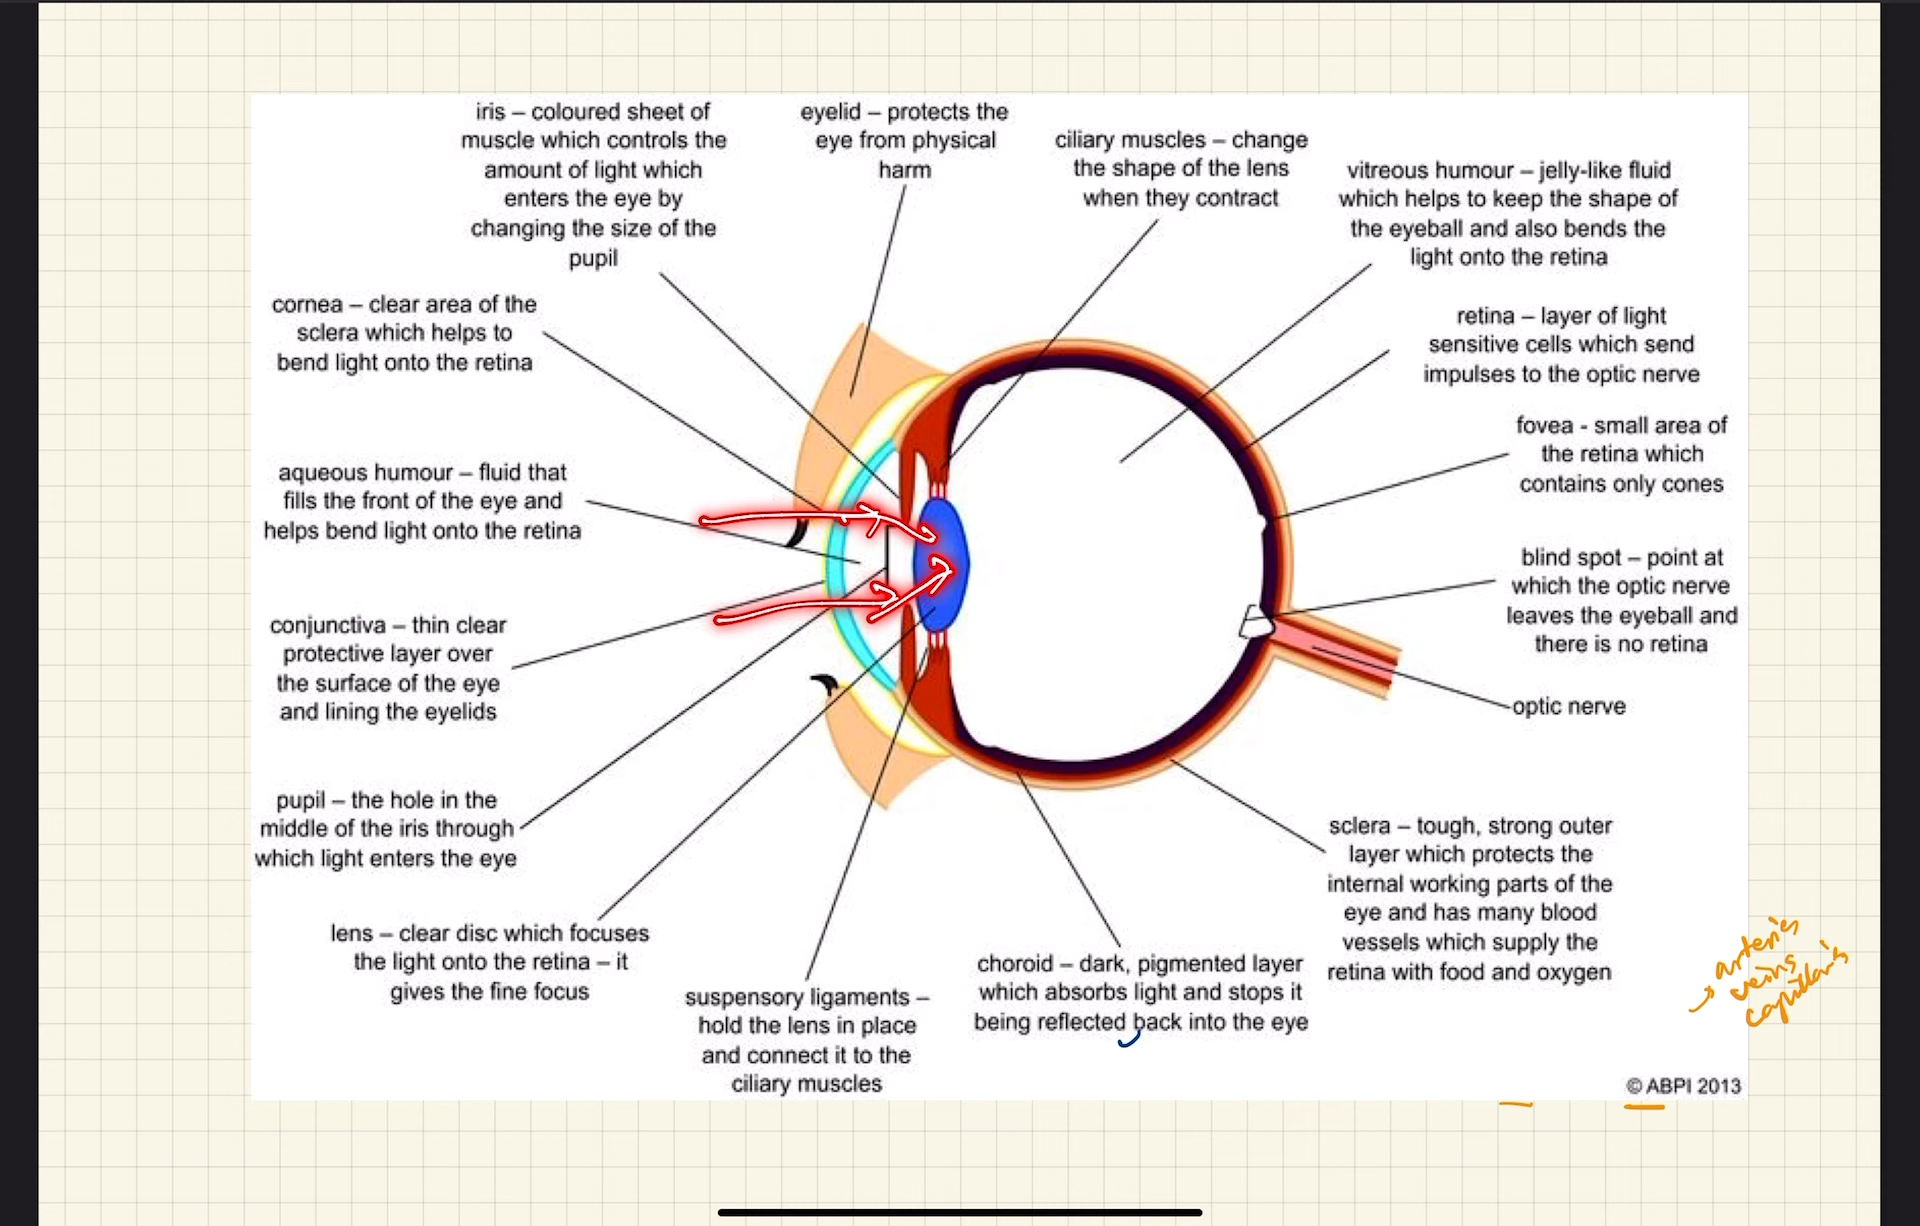 iris – coloured sheet of
muscle which controls the
amount of light which
enters the eye by
changing the size of the
pupil
eyelid – protects the
eye from physical
harm
ciliary muscles – change
the shape of the lens
when they contract
vitreous humour – jelly-like fluid
which helps to keep the shape of
the eyeball and also bends the
light onto the retina
cornea – clear area of the
sclera which helps to
bend light onto the retina
retina – layer of light
sensitive cells which send
impulses to the optic nerve
fovea - small area of
the retina which
contains only cones
aqueous humour – fluid that
fills the front of the eye and
helps bend light onto the retina
blind spot – point at
which the optic nerve
leaves the eyeball and
there is no retina
conjunctiva – thin clear
protective layer over
the surface of the eye
and lining the eyelids
optic nerve
pupil – the hole in the
middle of the iris through
which light enters the eye
sclera – tough, strong outer
layer which protects the
internal working parts of the
eye and has many blood
vessels which supply the
retina with food and oxygen
lens – clear disc which focuses
the light onto the retina – it
gives the fine focus
suspensory ligaments –
hold the lens in place
and connect it to the
ciliary muscles
choroid – dark, pigmented layer
which absorbs light and stops it
being reflected back into the eye
arteries
veins
capillaries
© ABPI 2013